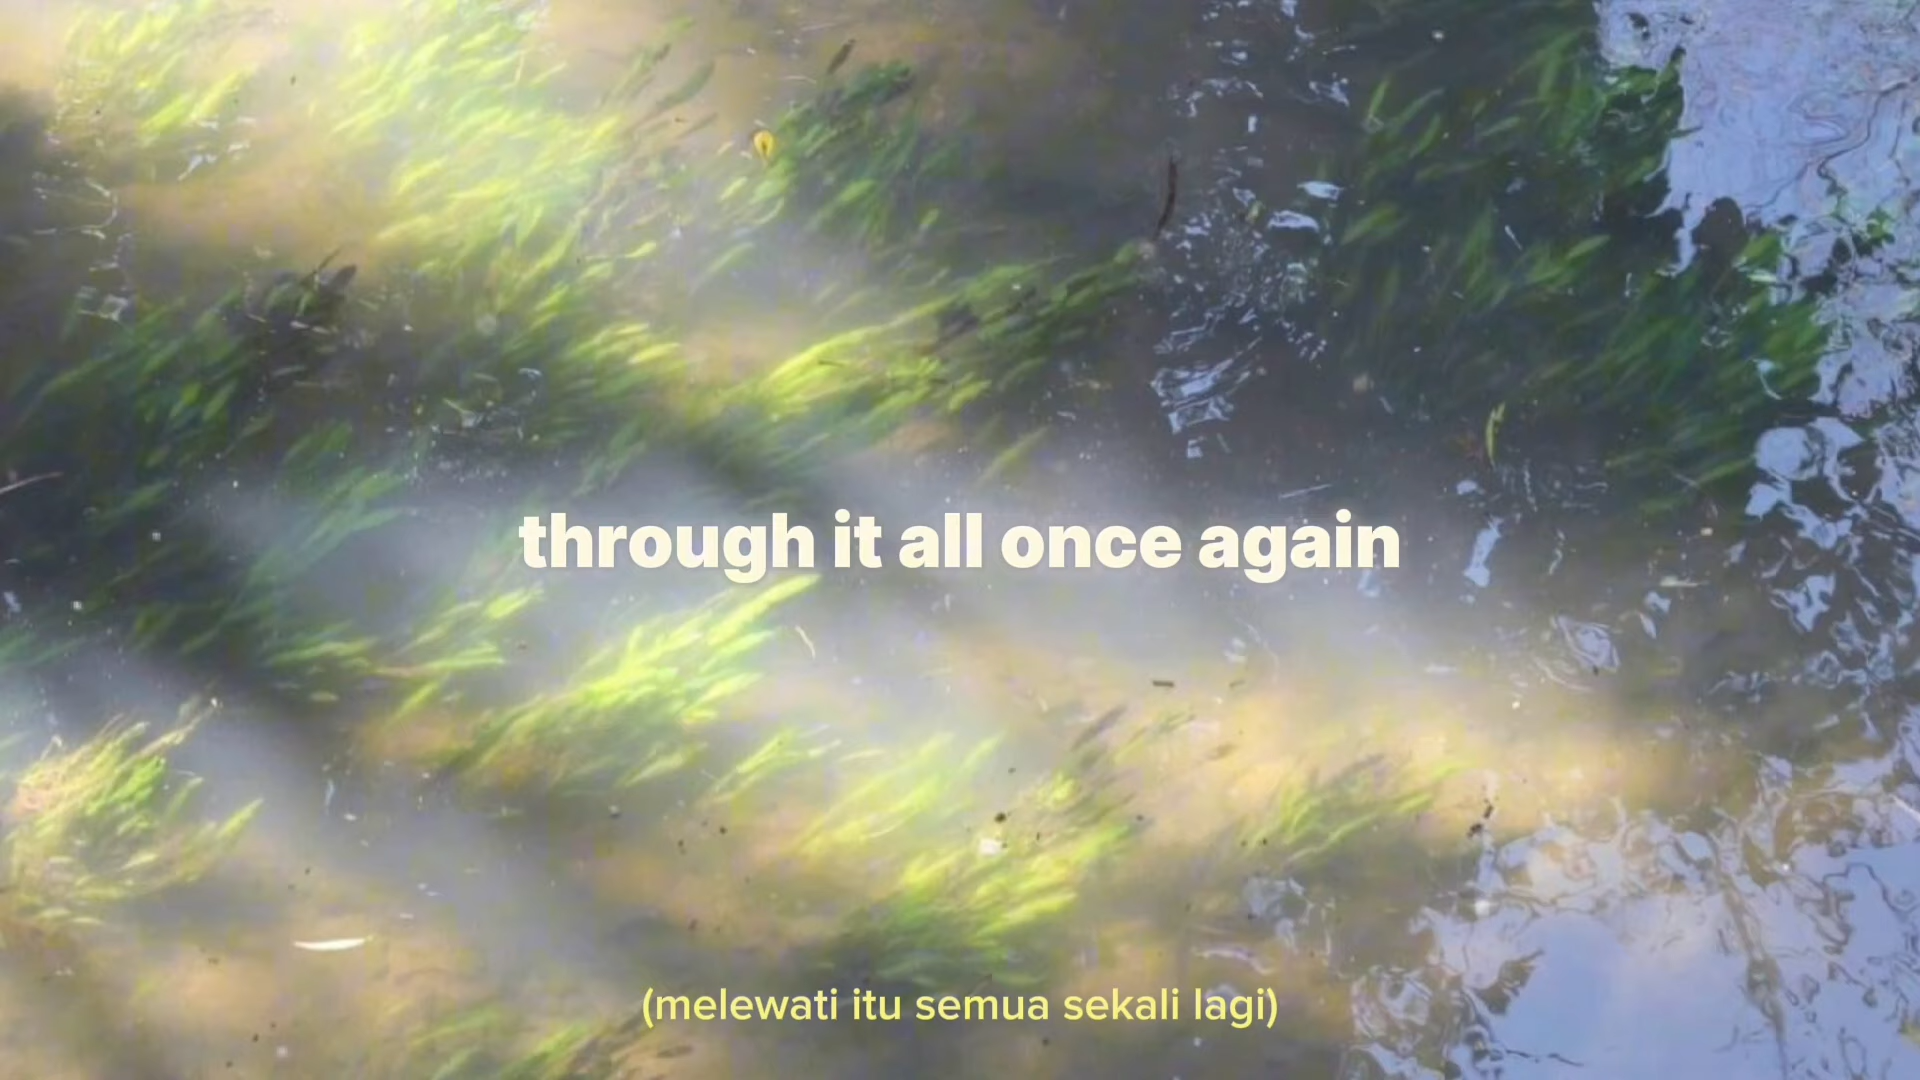 through it all once again
(melewati itu semua sekali lagi)